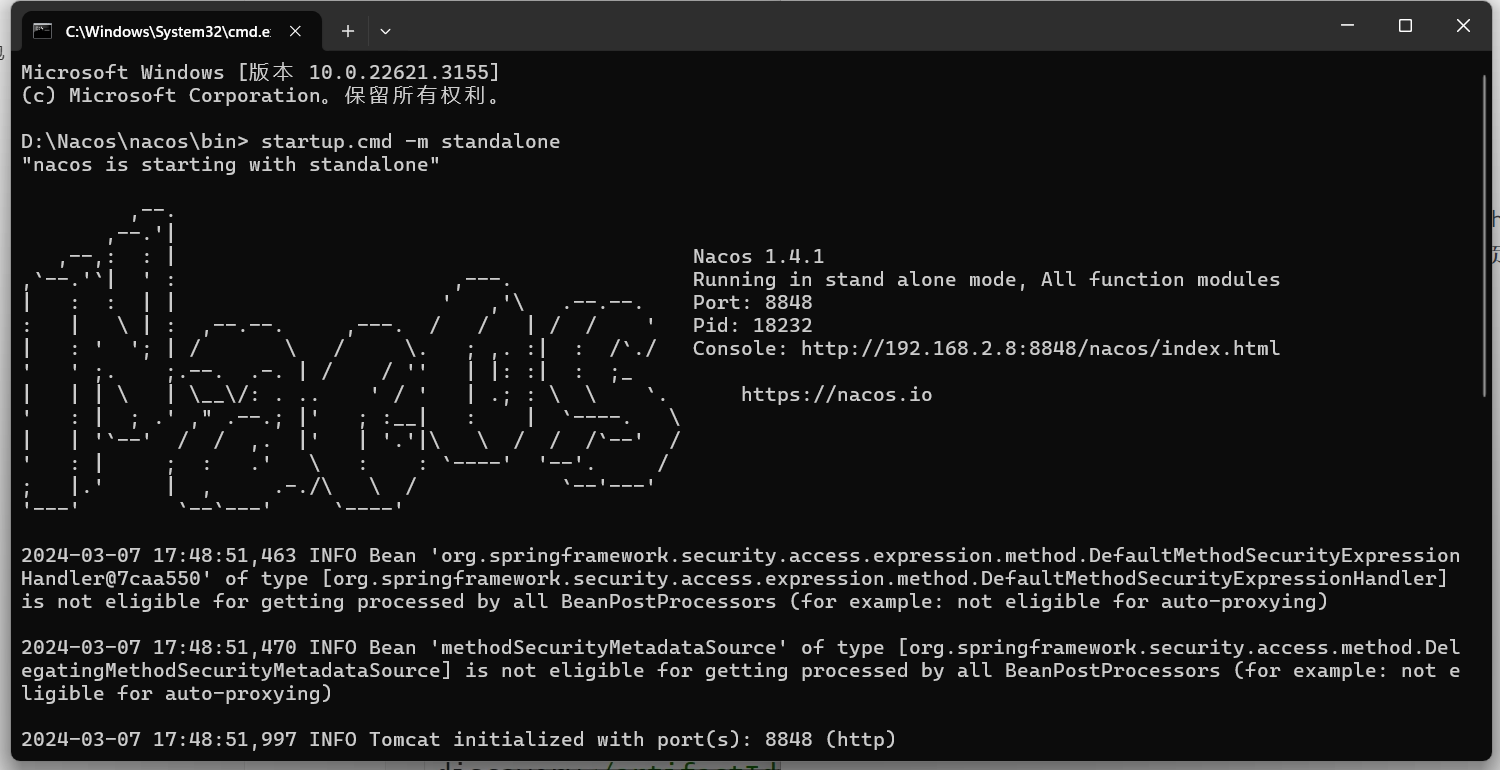 C:\Windows\System32\cmd.e
Microsoft Windows [版本 10.0.22621.3155]
(c) Microsoft Corporation。保留所有权利。
D:\Nacos\nacos\bin> startup.cmd -m standalone
"nacos is starting with standalone"
Nacos 1.4.1
Running in stand alone mode, All function modules
Port: 8848
Pid: 18232
Console: http://192.168.2.8:8848/nacos/index.html
https://nacos.io
2024-03-07 17:48:51,463 INFO Bean 'org.springframework.security.access.expression.method.DefaultMethodSecurityExpression
Handler@7caa550' of type [org.springframework.security.access.expression.method.DefaultMethodSecurityExpressionHandler]
is not eligible for getting processed by all BeanPostProcessors (for example: not eligible for auto-proxying)
2024-03-07 17:48:51,470 INFO Bean 'methodSecurityMetadataSource' of type [org.springframework.security.access.method.Del
egatingMethodSecurityMetadataSource] is not eligible for getting processed by all BeanPostProcessors (for example: not e
ligible for auto-proxying)
2024-03-07 17:48:51,997 INFO Tomcat initialized with port(s): 8848 (http)